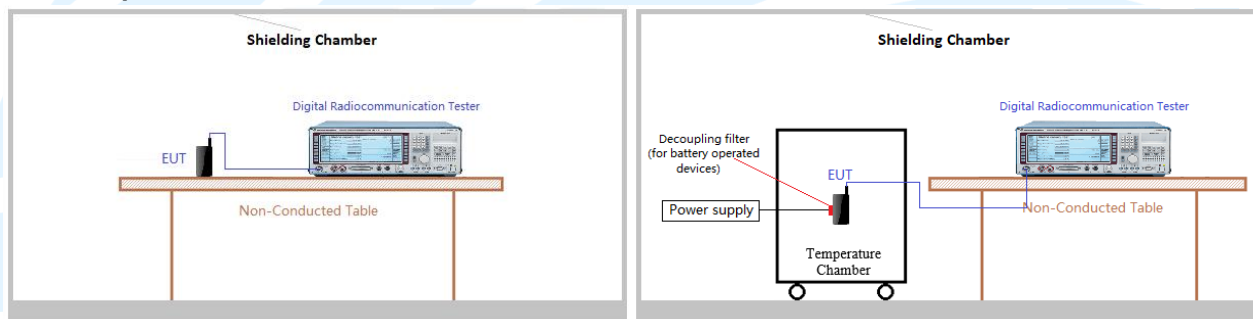 Shielding Chamber
Digital Radiocommunication Tester
EUT
Non-Conducted Table
Shielding Chamber
Digital Radiocommunication Tester
Decoupling filter
(for battery operated
devices)
EUT
Power supply
Non-Conducted Table
Temperature
Chamber